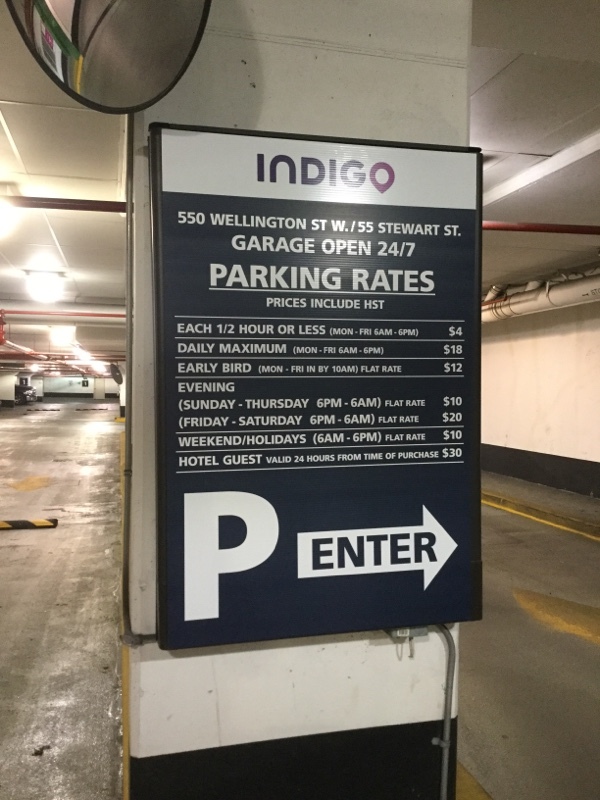 INDIGO
550 WELLINGTON ST W. / 55 STEWART ST.
GARAGE OPEN 24/7
PARKING RATES
PRICES INCLUDE HST
EACH 1/2 HOUR OR LESS (MON - FRI 6AM - 6PM) $4
DAILY MAXIMUM (MON - FRI 6AM - 6PM) $18
EARLY BIRD (MON - FRI IN BY 10AM) FLAT RATE $12
EVENING
(SUNDAY - THURSDAY 6PM - 6AM) FLAT RATE $10
(FRIDAY - SATURDAY 6PM - 6AM) FLAT RATE $20
WEEKEND/HOLIDAYS (6AM - 6PM) FLAT RATE $10
HOTEL GUEST VALID 24 HOURS FROM TIME OF PURCHASE $30
P ENTER